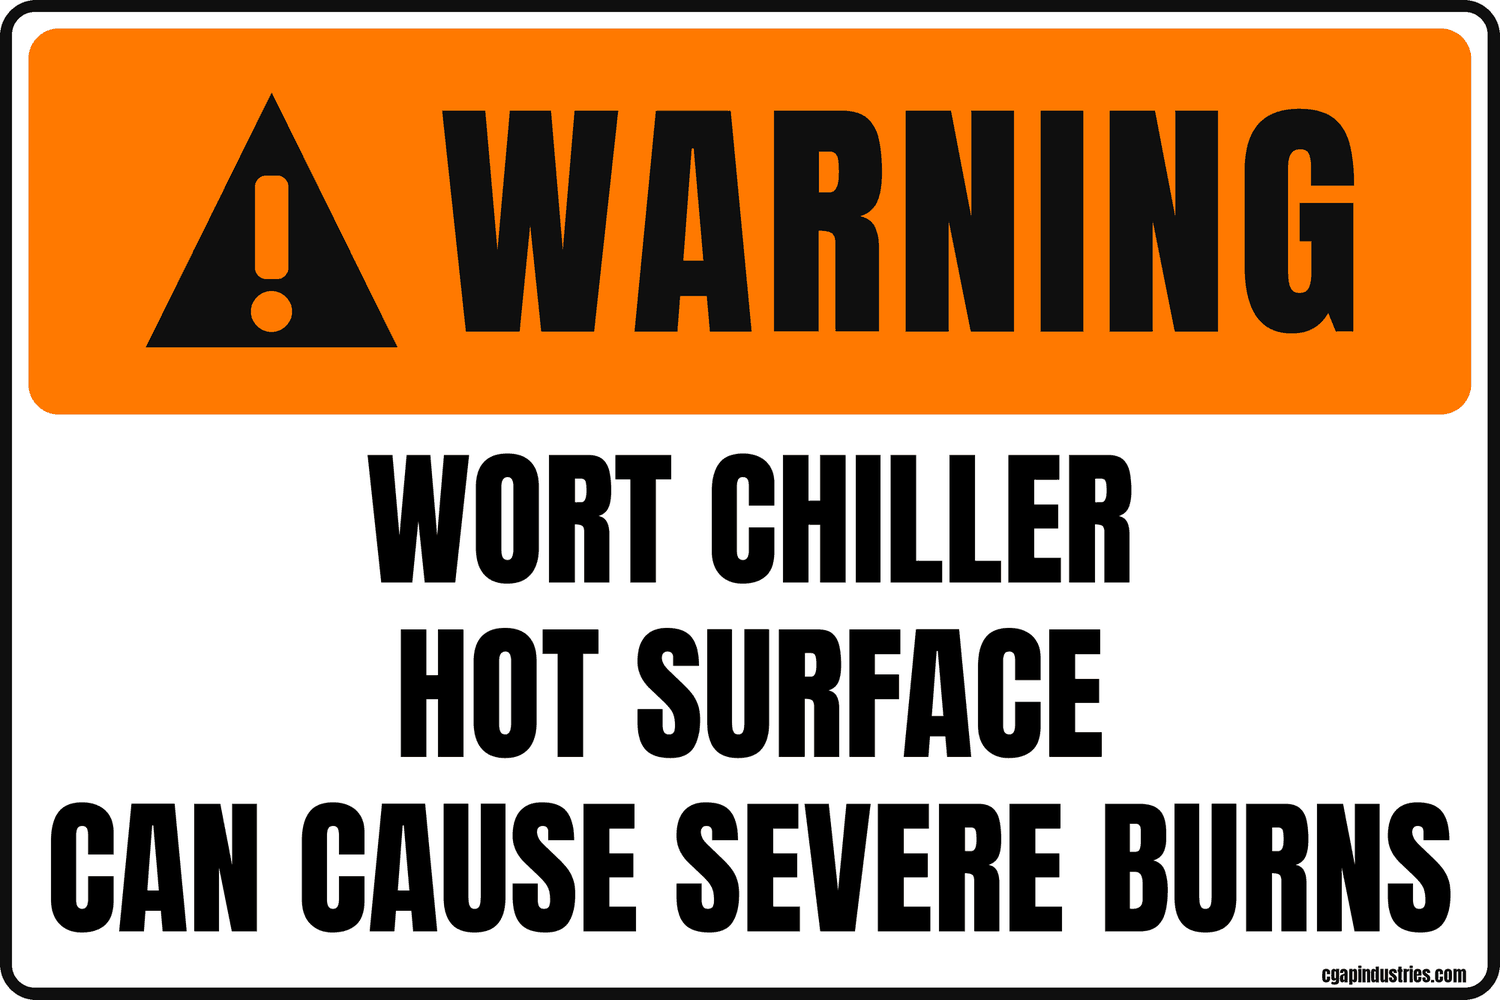 WARNING
WORT CHILLER
HOT SURFACE
CAN CAUSE SEVERE BURNS
cgapindustries.com